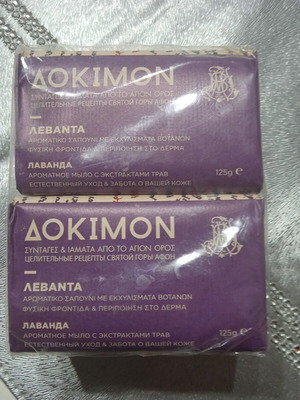 ΔΟΚΙΜΟΝ
ΣΥΝΤΑΓΕΣ & ΙΑΜΑΤΑ ΑΠΟ ΤΟ ΑΓΙΟΝ ΟΡΟΣ
ЦЕЛИТЕЛЬНЫЕ РЕЦЕПТЫ СВЯТОЙ ГОРЫ АФОН
ΛΕΒΑΝΤΑ
ΑΡΩΜΑΤΙΚΟ ΣΑΠΟΥΝΙ ΜΕ ΕΚΧΥΛΙΣΜΑΤΑ ΒΟΤΑΝΩΝ
ΦΥΣΙΚΗ ΦΡΟΝΤΙΔΑ & ΠΕΡΙΠΟΙΗΣΗ ΣΤΟ ΔΕΡΜΑ
ЛАВАНДА
АРОМАТНОЕ МЫЛО С ЭКСТРАКТАМИ ТРАВ
ЕСТЕСТВЕННЫЙ УХОД & ЗАБОТА О ВАШЕЙ КОЖЕ
125g ℮
ΔΟΚΙΜΟΝ
ΣΥΝΤΑΓΕΣ & ΙΑΜΑΤΑ ΑΠΟ ΤΟ ΑΓΙΟΝ ΟΡΟΣ
ЦЕЛИТЕЛЬНЫЕ РЕЦЕПТЫ СВЯТОЙ ГОРЫ АФОН
ΛΕΒΑΝΤΑ
ΑΡΩΜΑΤΙΚΟ ΣΑΠΟΥΝΙ ΜΕ ΕΚΧΥΛΙΣΜΑΤΑ ΒΟΤΑΝΩΝ
ΦΥΣΙΚΗ ΦΡΟΝΤΙΔΑ & ΠΕΡΙΠΟΙΗΣΗ ΣΤΟ ΔΕΡΜΑ
ЛАВАНДА
АРОМАТНОЕ МЫЛО С ЭКСТРАКТАМИ ТРАВ
ЕСТЕСТВЕННЫЙ УХОД & ЗАБОТА О ВАШЕЙ КОЖЕ
125g ℮